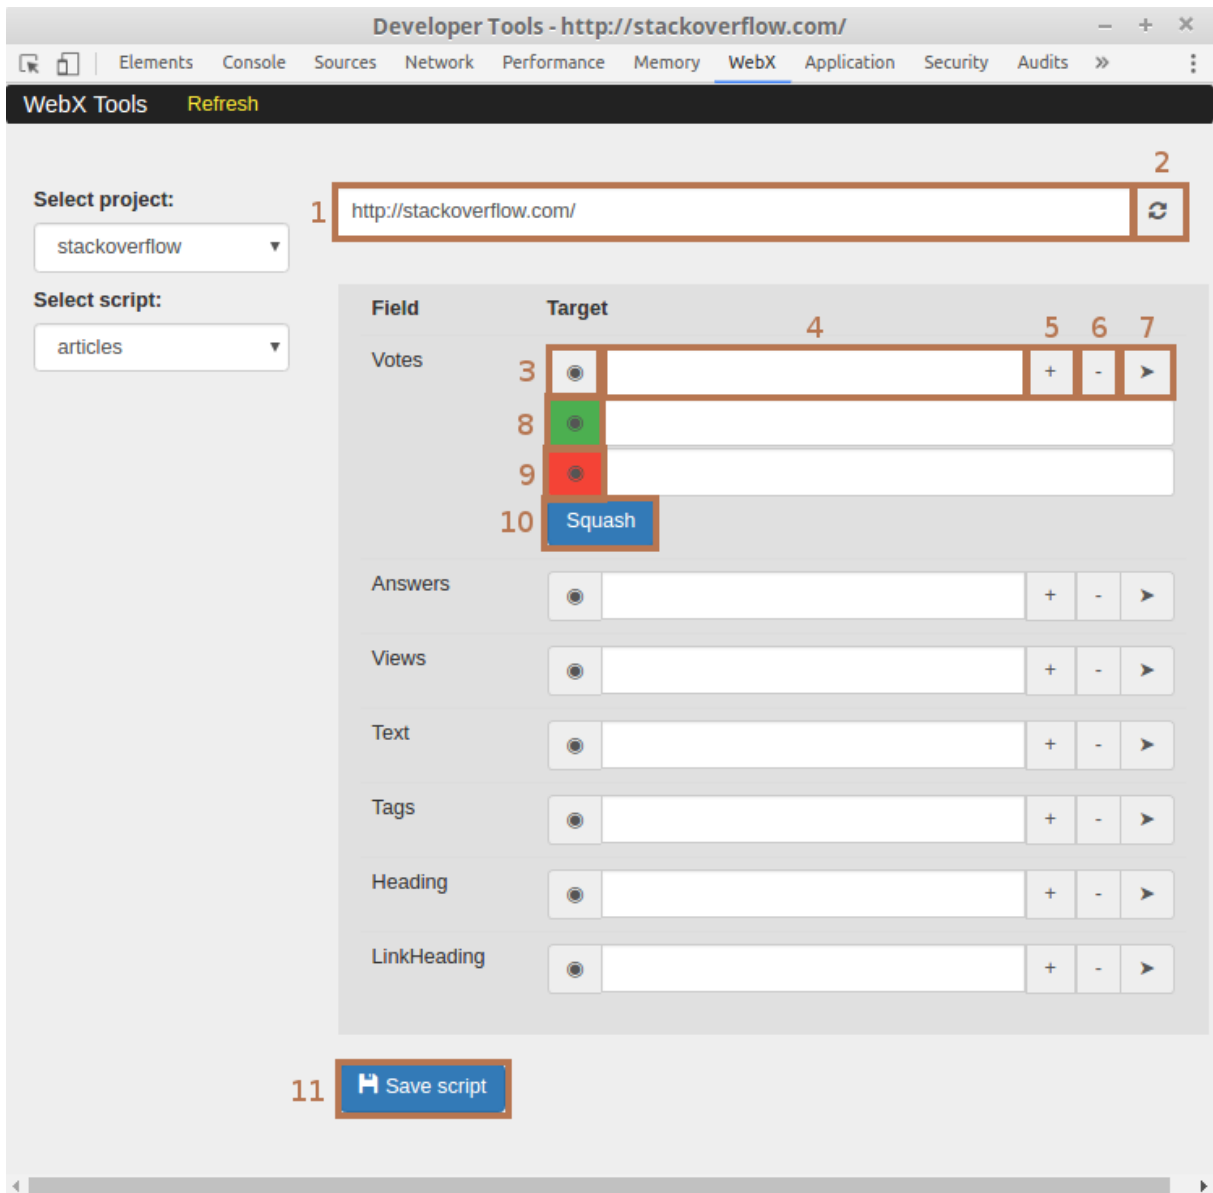 Developer Tools - http://stackoverflow.com/
Elements Console Sources Network Performance Memory WebX Application Security Audits »
WebX Tools Refresh
2
Select project:
1 http://stackoverflow.com/
stackoverflow
Select script:
Field Target
4 5 6 7
articles
Votes
3 + -
8
9
10 Squash
Answers + -
Views + -
Text + -
Tags + -
Heading + -
LinkHeading + -
11 Save script